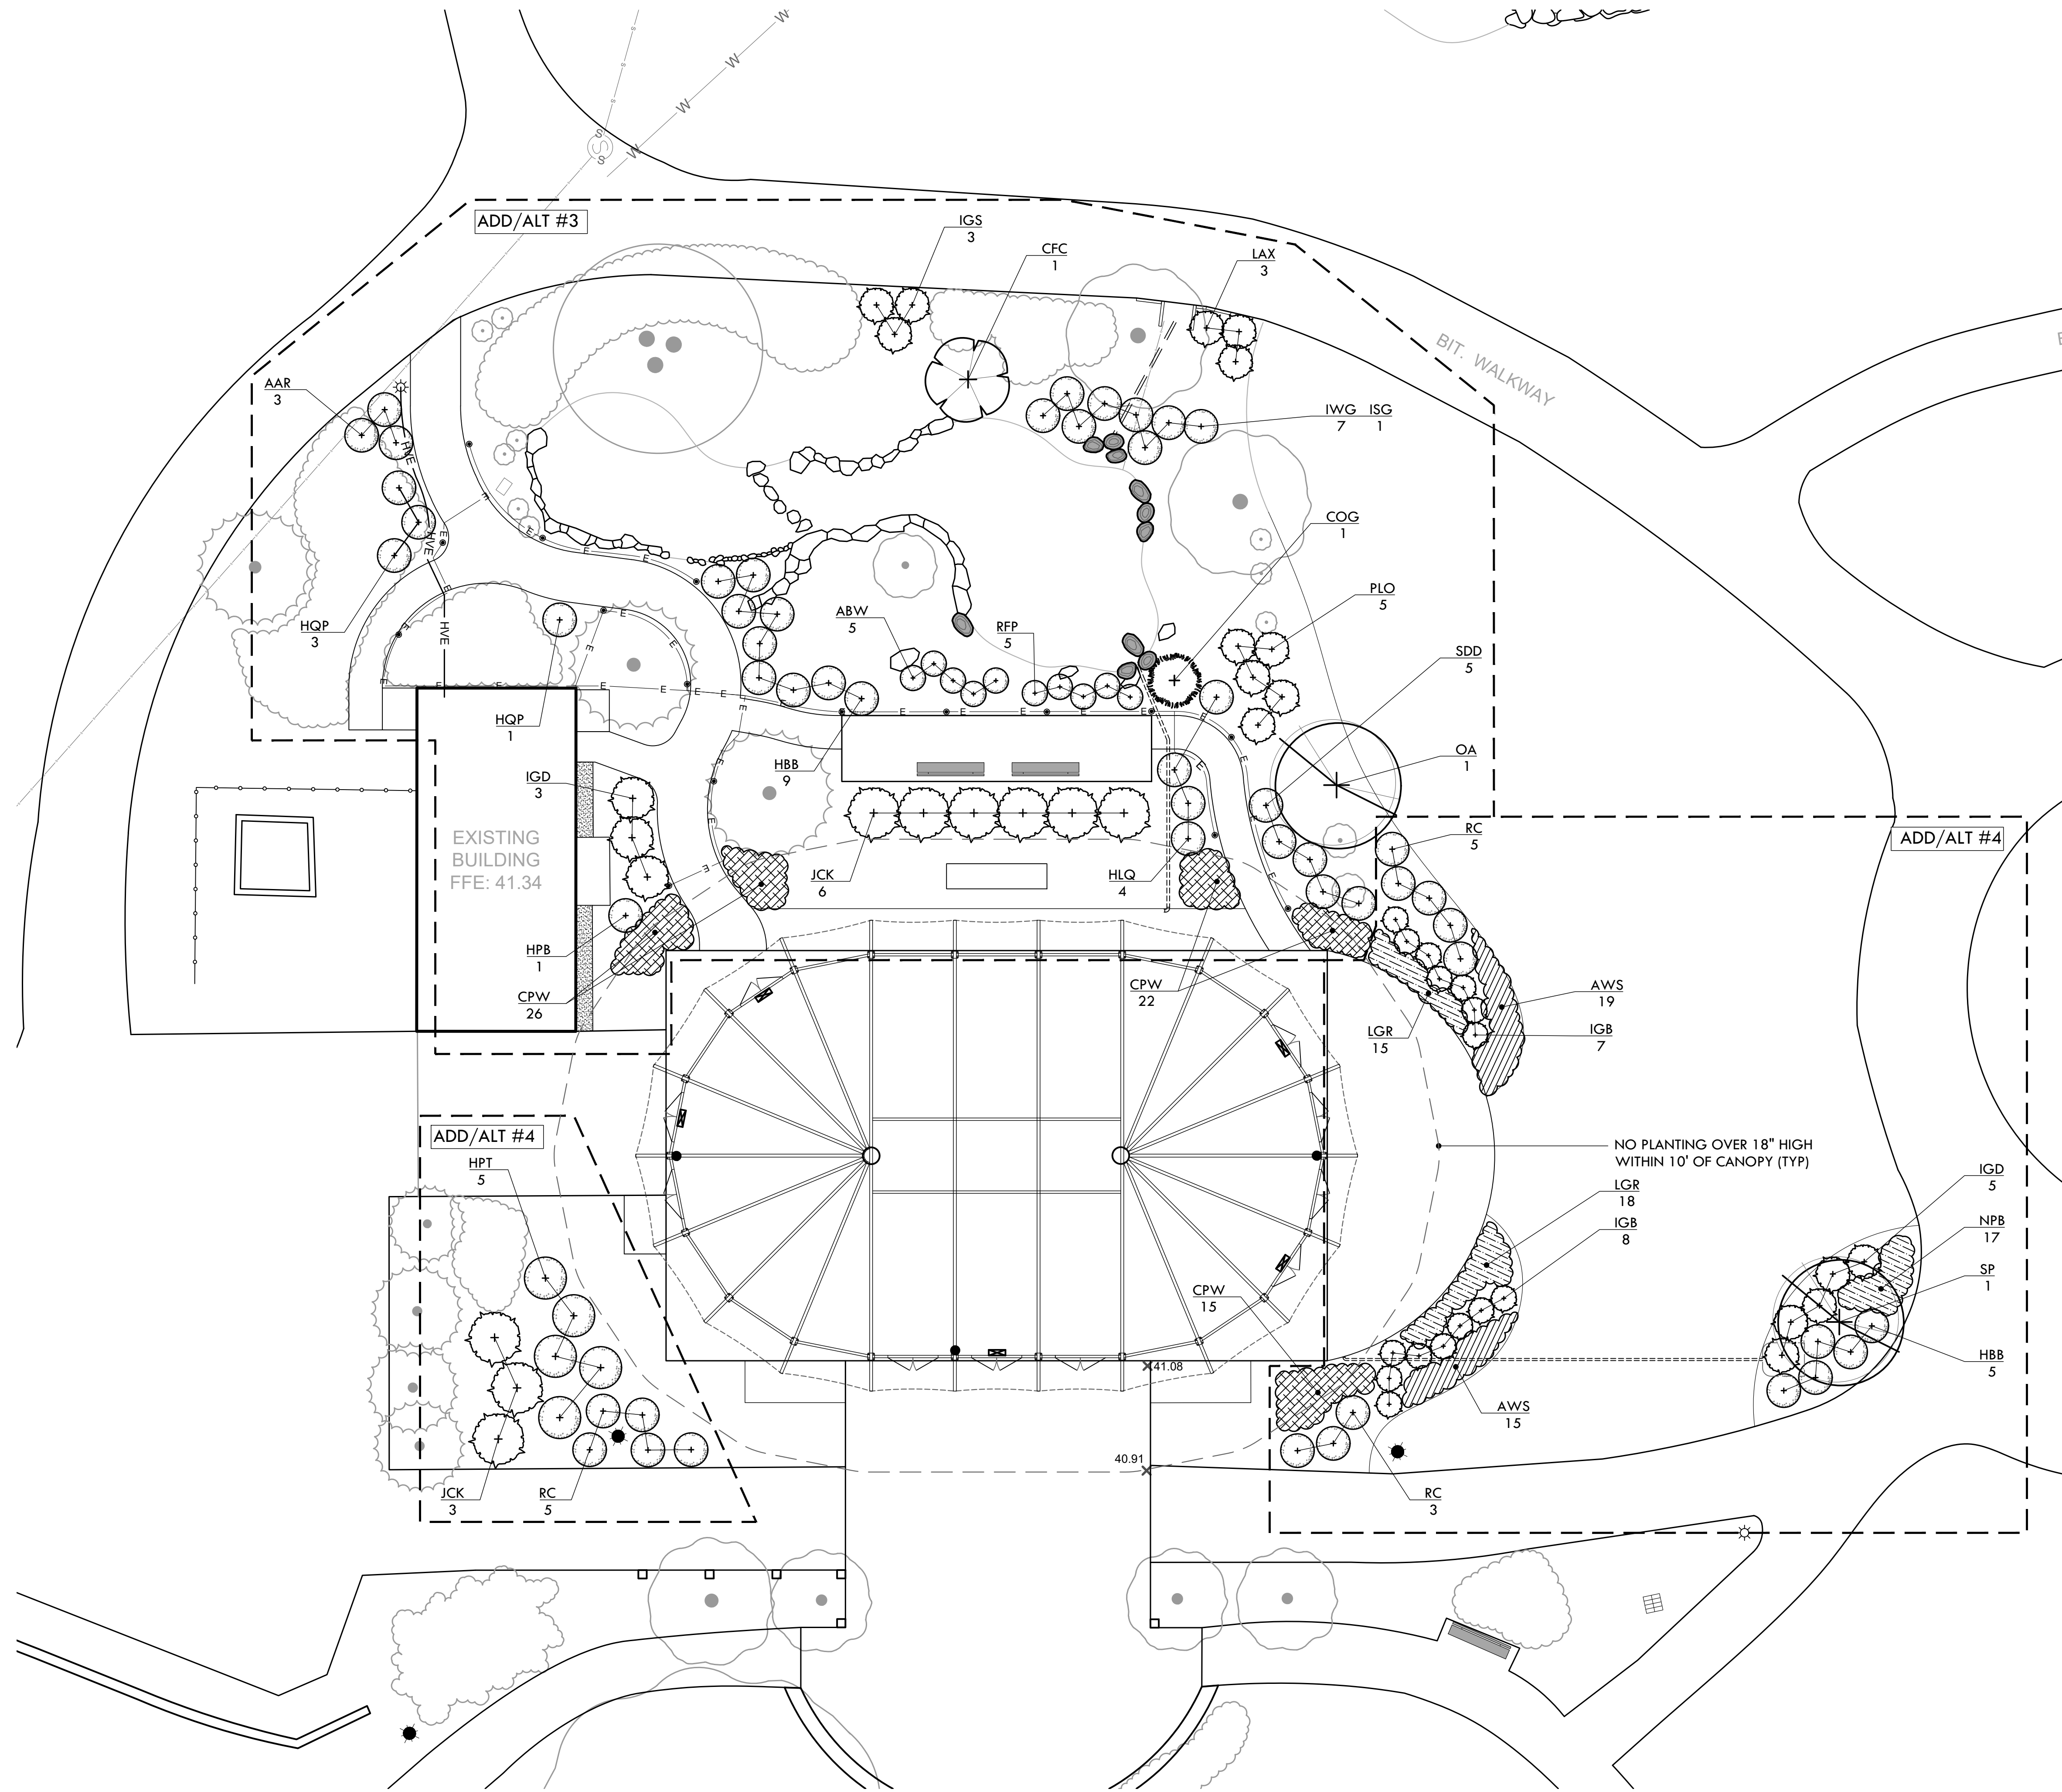 W
W
W
W
S
S
S
S
S
S
ADD/ALT #3
IGS
3
CFC
1
LAX
3
BIT. WALKWAY
AAR
3
IWG ISG
7 1
HVE
HVE
HVE
COG
1
PLO
5
ABW
5
RFP
5
HQP
3
SDD
5
HQP
1
OA
1
HBB
9
IGD
3
RC
5
ADD/ALT #4
EXISTING
BUILDING
FFE: 41.34
JCK
6
HLQ
4
HPB
1
CPW
26
CPW
22
AWS
19
LGR
15
IGB
7
ADD/ALT #4
HPT
5
NO PLANTING OVER 18" HIGH
WITHIN 10' OF CANOPY (TYP)
IGD
5
LGR
18
NPB
17
IGB
8
SP
1
CPW
15
41.08
HBB
5
AWS
15
40.91
JCK
3
RC
5
RC
3